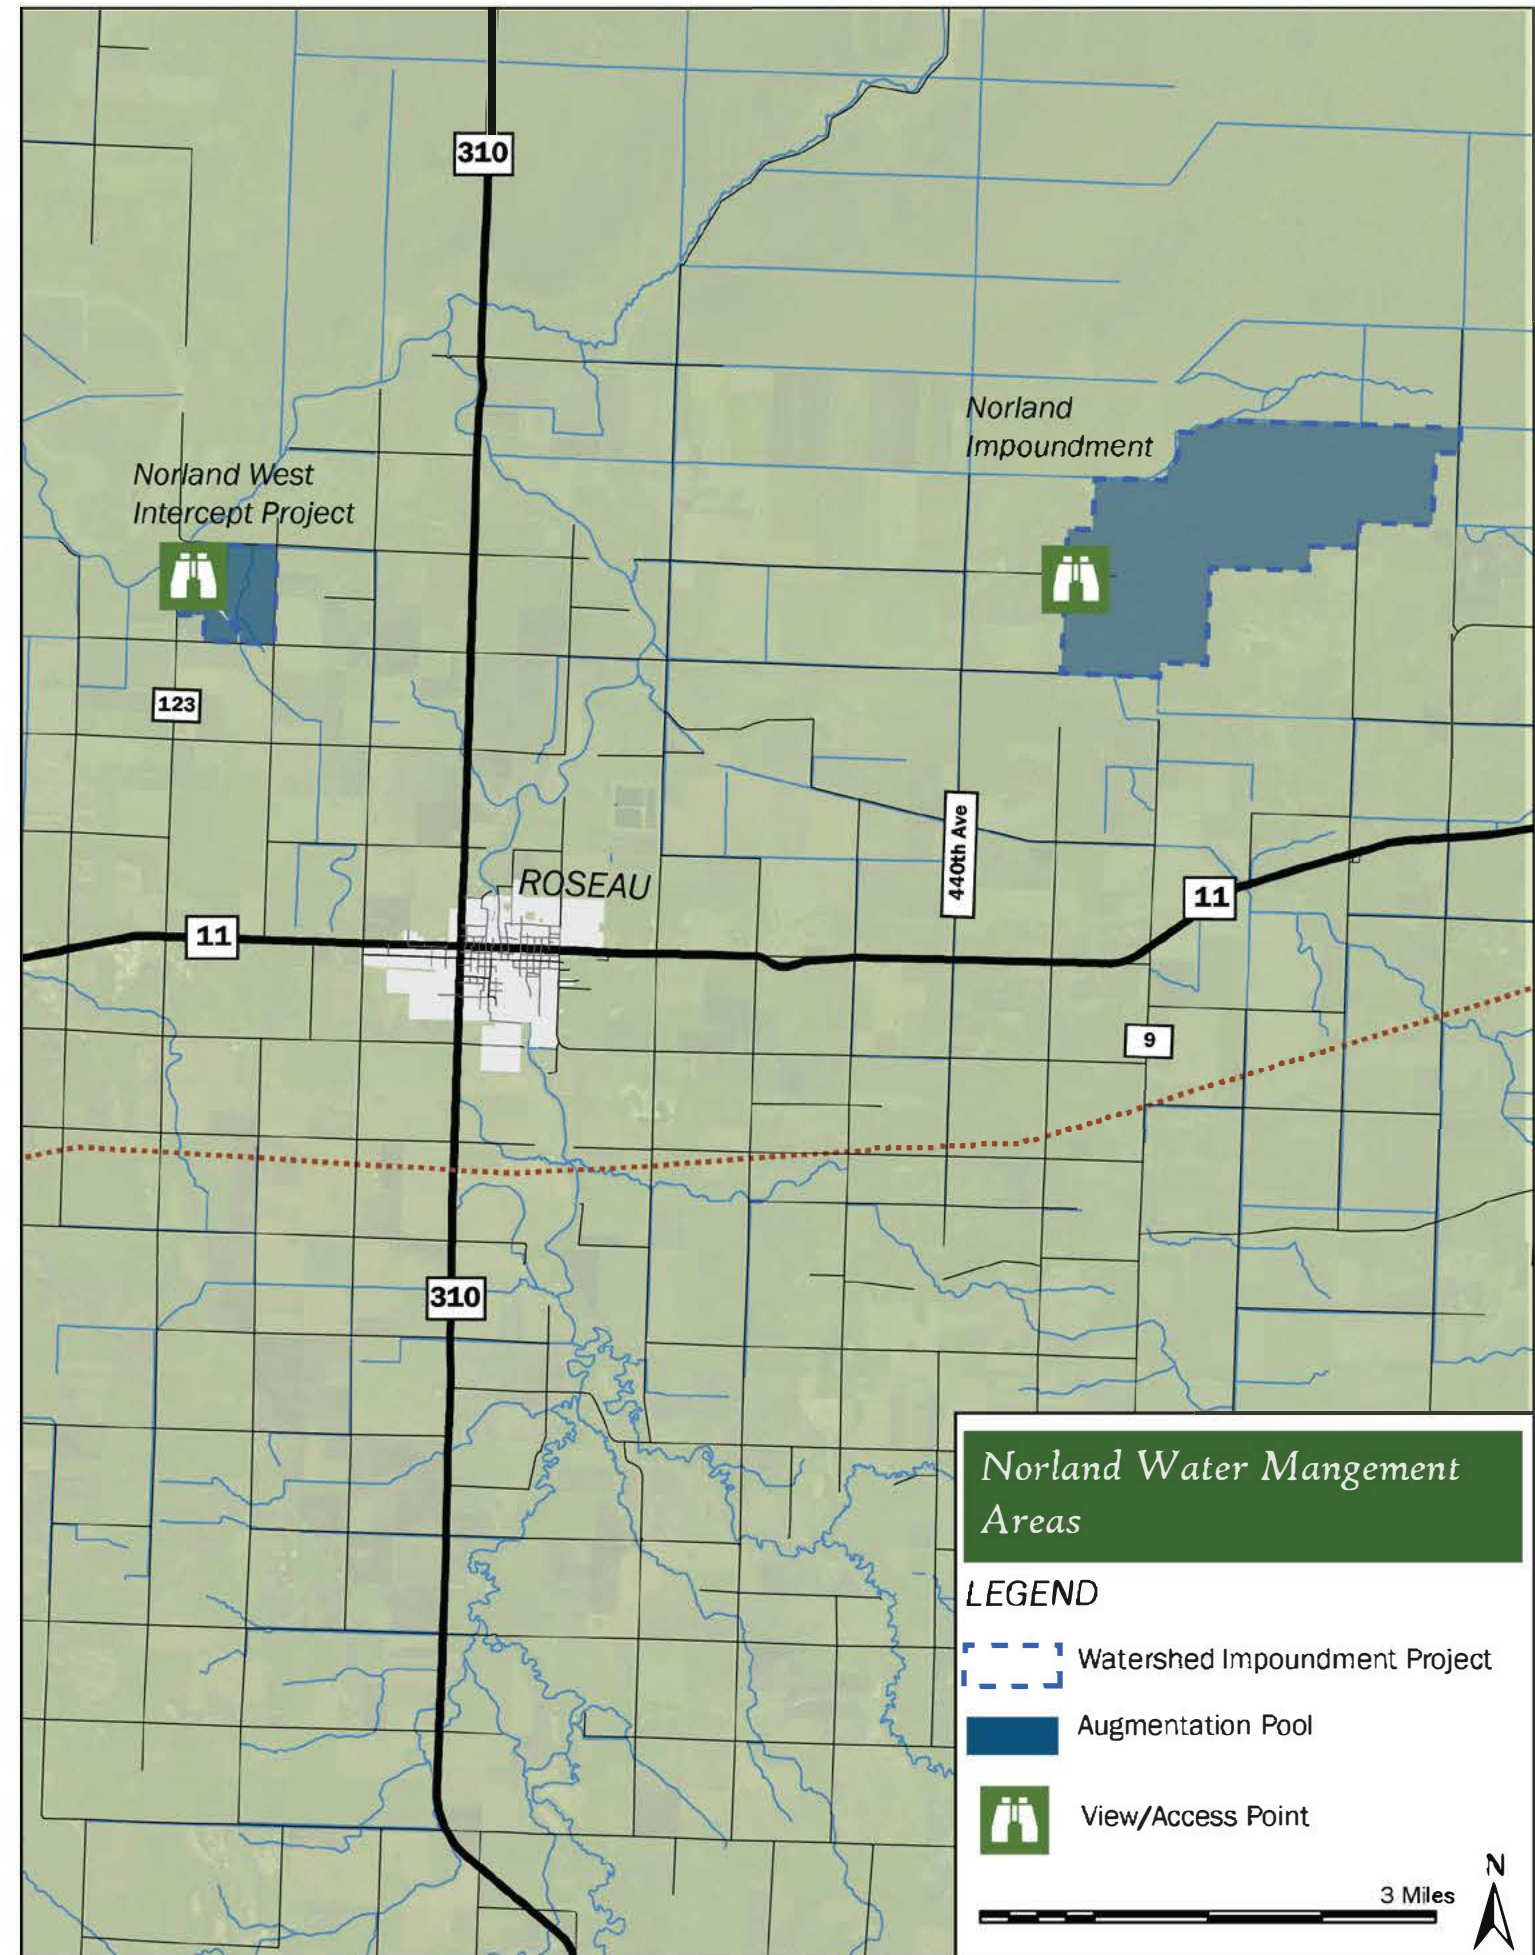 310
Norland
Impoundment
Norland West
Intercept Project
123
440th Ave
ROSEAU
11
11
9
310
Norland Water Mangement
Areas
LEGEND
Watershed Impoundment Project
Augmentation Pool
View/Access Point
3 Miles
N